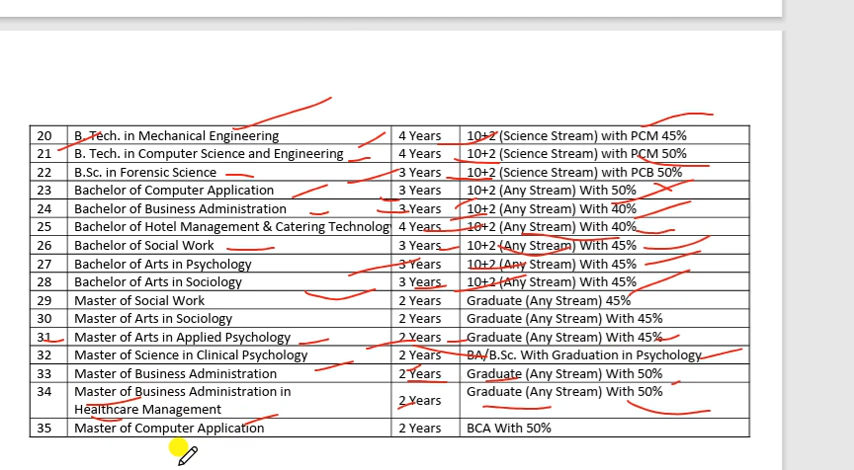 20 B. Tech. in Mechanical Engineering 4 Years 10+2 (Science Stream) with PCM 45%
21 B. Tech. in Computer Science and Engineering 4 Years 10+2 (Science Stream) with PCM 50%
22 B.Sc. in Forensic Science 3 Years 10+2 (Science Stream) with PCB 50%
23 Bachelor of Computer Application 3 Years 10+2 (Any Stream) With 50%
24 Bachelor of Business Administration 3 Years 10+2 (Any Stream) With 40%
25 Bachelor of Hotel Management & Catering Technolog 4 Years 10+2 (Any Stream) With 40%
26 Bachelor of Social Work 3 Years 10+2 (Any Stream) With 45%
27 Bachelor of Arts in Psychology 3 Years 10+2 (Any Stream) With 45%
28 Bachelor of Arts in Sociology 3 Years 10+2 (Any Stream) With 45%
29 Master of Social Work 2 Years Graduate (Any Stream) 45%
30 Master of Arts in Sociology 2 Years Graduate (Any Stream) With 45%
31 Master of Arts in Applied Psychology 2 Years Graduate (Any Stream) With 45%
32 Master of Science in Clinical Psychology 2 Years BA/B.Sc. With Graduation in Psychology
33 Master of Business Administration 2 Years Graduate (Any Stream) With 50%
34 Master of Business Administration in Healthcare Management 2 Years Graduate (Any Stream) With 50%
35 Master of Computer Application 2 Years BCA With 50%